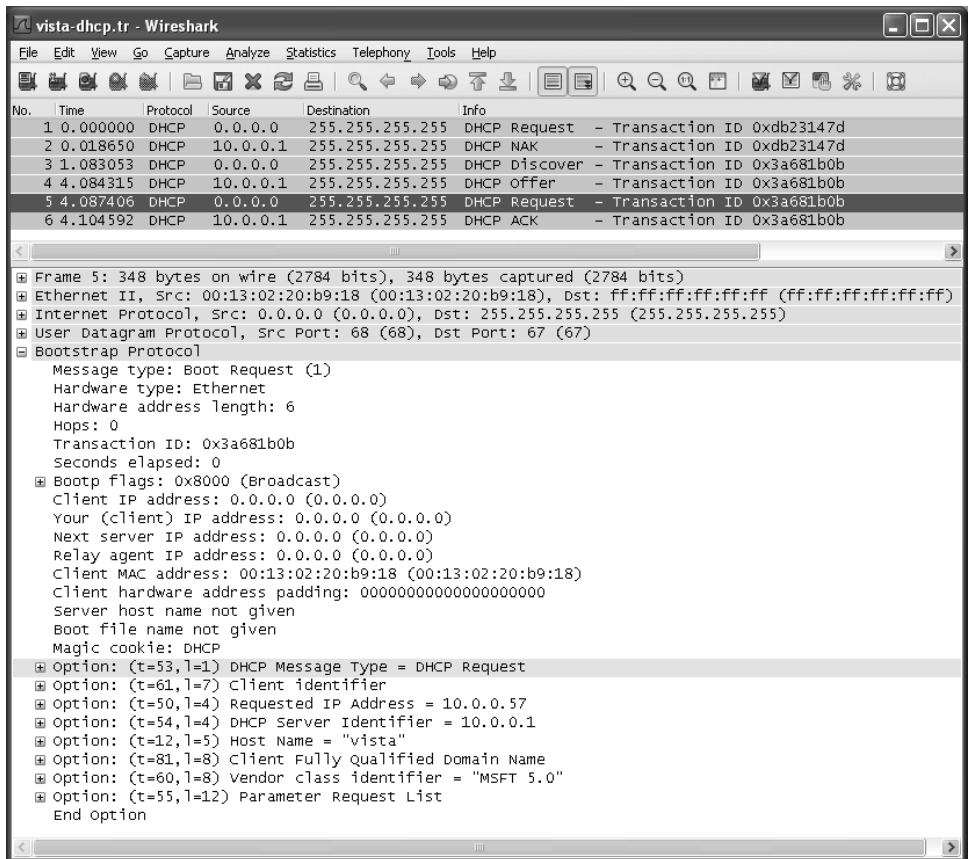 vista-dhcp.tr - Wireshark
File Edit View Go Capture Analyze Statistics Telephony Tools Help
No. Time Protocol Source Destination Info
1 0.000000 DHCP 0.0.0.0 255.255.255.255 DHCP Request - Transaction ID 0xdb23147d
2 0.018650 DHCP 10.0.0.1 255.255.255.255 DHCP NAK - Transaction ID 0xdb23147d
3 1.083053 DHCP 0.0.0.0 255.255.255.255 DHCP Discover - Transaction ID 0x3a681b0b
4 4.084315 DHCP 10.0.0.1 255.255.255.255 DHCP Offer - Transaction ID 0x3a681b0b
5 4.087406 DHCP 0.0.0.0 255.255.255.255 DHCP Request - Transaction ID 0x3a681b0b
6 4.104592 DHCP 10.0.0.1 255.255.255.255 DHCP ACK - Transaction ID 0x3a681b0b
Frame 5: 348 bytes on wire (2784 bits), 348 bytes captured (2784 bits)
Ethernet II, Src: 00:13:02:20:b9:18 (00:13:02:20:b9:18), Dst: ff:ff:ff:ff:ff:ff (ff:ff:ff:ff:ff:ff)
Internet Protocol, Src: 0.0.0.0 (0.0.0.0), Dst: 255.255.255.255 (255.255.255.255)
User Datagram Protocol, Src Port: 68 (68), Dst Port: 67 (67)
Bootstrap Protocol
Message type: Boot Request (1)
Hardware type: Ethernet
Hardware address length: 6
Hops: 0
Transaction ID: 0x3a681b0b
Seconds elapsed: 0
Bootp flags: 0x8000 (Broadcast)
Client IP address: 0.0.0.0 (0.0.0.0)
Your (client) IP address: 0.0.0.0 (0.0.0.0)
Next server IP address: 0.0.0.0 (0.0.0.0)
Relay agent IP address: 0.0.0.0 (0.0.0.0)
Client MAC address: 00:13:02:20:b9:18 (00:13:02:20:b9:18)
Client hardware address padding: 00000000000000000000
Server host name not given
Boot file name not given
Magic cookie: DHCP
Option: (t=53,l=1) DHCP Message Type = DHCP Request
Option: (t=61,l=7) Client identifier
Option: (t=50,l=4) Requested IP Address = 10.0.0.57
Option: (t=54,l=4) DHCP Server Identifier = 10.0.0.1
Option: (t=12,l=5) Host Name = "vista"
Option: (t=81,l=8) Client Fully Qualified Domain Name
Option: (t=60,l=8) Vendor class identifier = "MSFT 5.0"
Option: (t=55,l=12) Parameter Request List
End Option